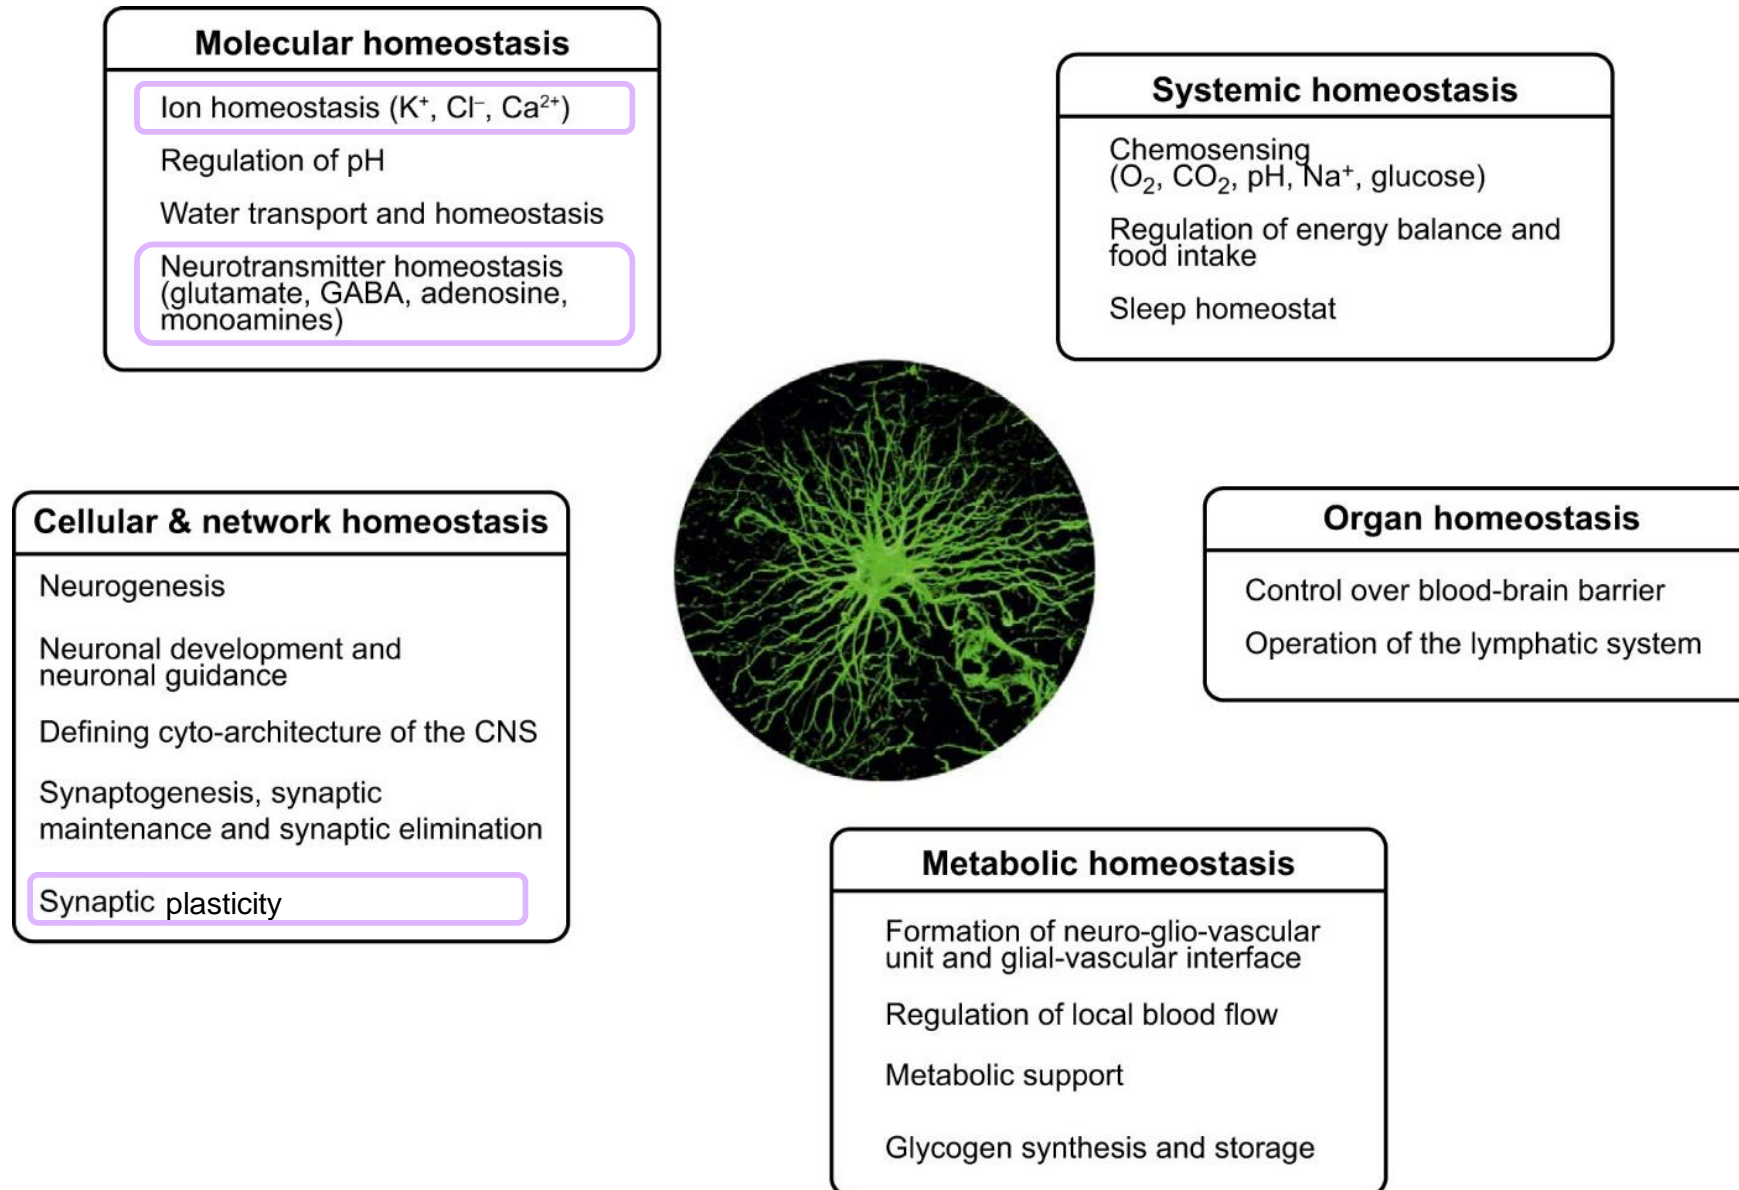 Molecular homeostasis
Ion homeostasis (K⁺, Cl⁻, Ca²⁺)
Regulation of pH
Water transport and homeostasis
Neurotransmitter homeostasis
(glutamate, GABA, adenosine,
monoamines)
Systemic homeostasis
Chemosensing
(O₂, CO₂, pH, Na⁺, glucose)
Regulation of energy balance and
food intake
Sleep homeostat
Cellular & network homeostasis
Neurogenesis
Neuronal development and
neuronal guidance
Defining cyto-architecture of the CNS
Synaptogenesis, synaptic
maintenance and synaptic elimination
Synaptic plasticity
Organ homeostasis
Control over blood-brain barrier
Operation of the lymphatic system
Metabolic homeostasis
Formation of neuro-glio-vascular
unit and glial-vascular interface
Regulation of local blood flow
Metabolic support
Glycogen synthesis and storage